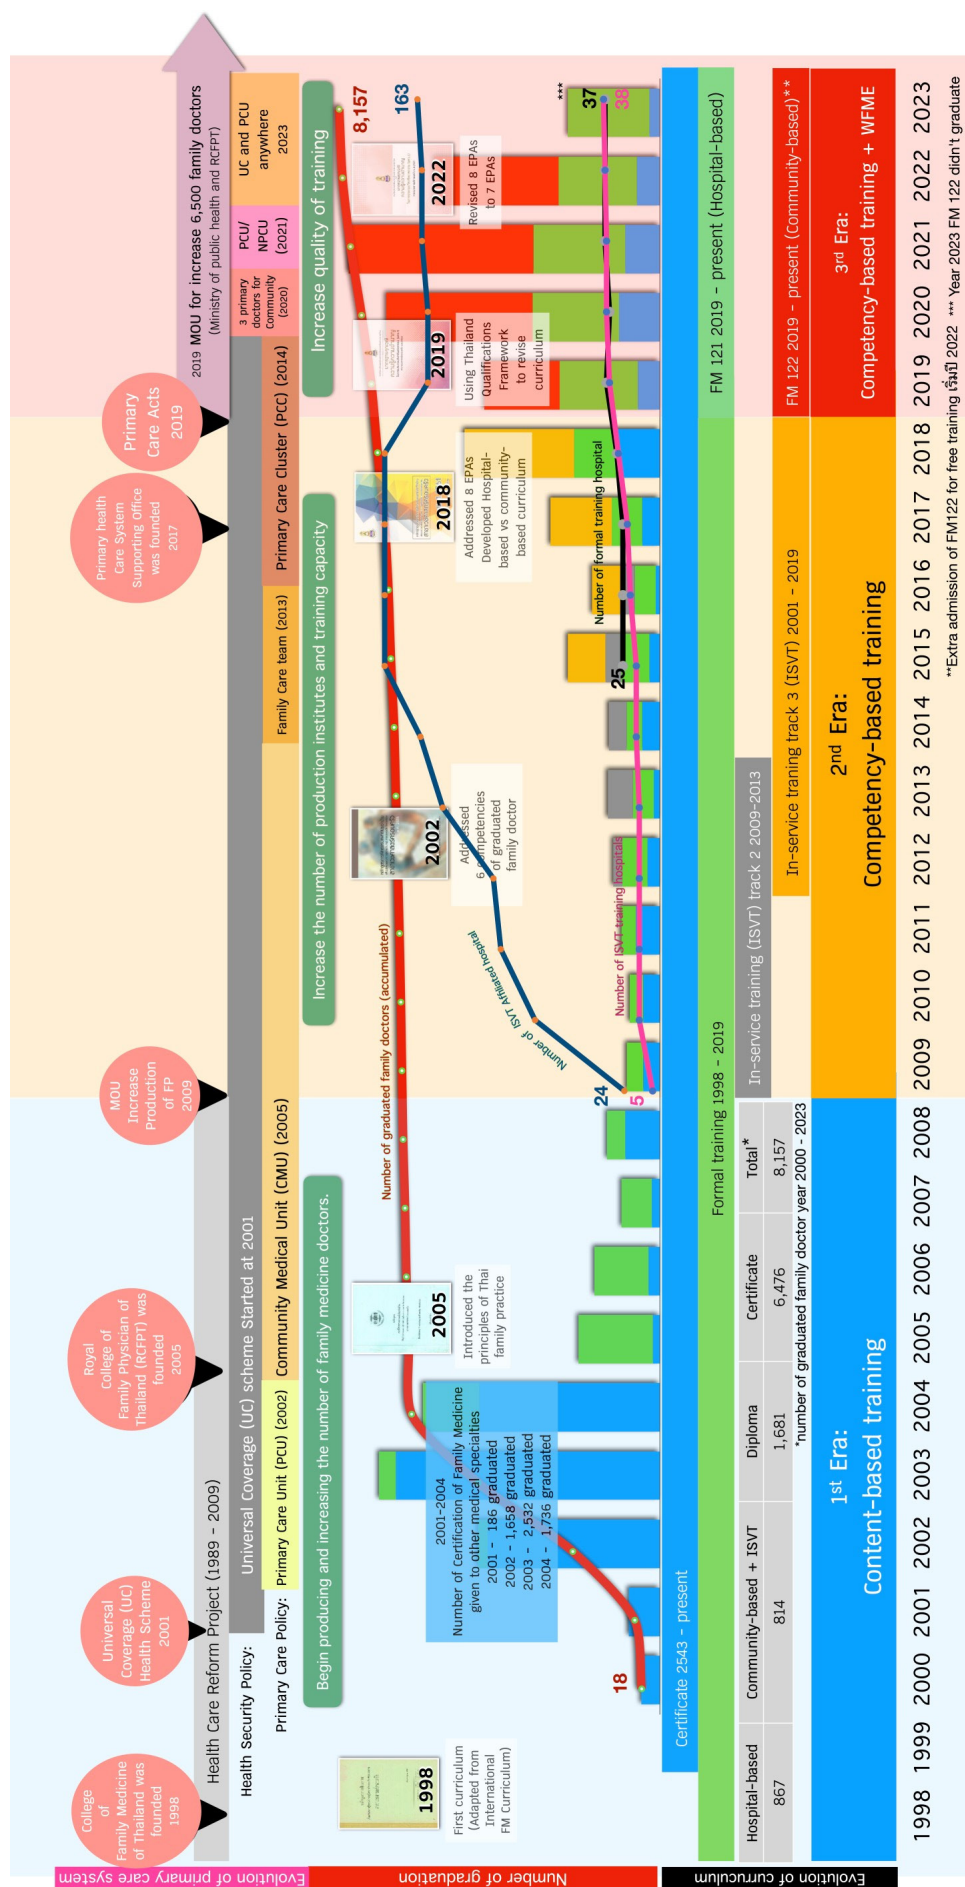 College
of
Family Medicine
of Thailand was
founded
1998
Universal
Coverage (UC)
Health Scheme
2001
Royal
College of
Family Physician of
Thailand (RCFPT) was
founded
2005
MOU
Increase
Production
of FP
2009
Primary health
Care System
Supporting Office
was founded
2017
Primary
Care Acts
2019
Evolution of primary care system
Health Care Reform Project (1989 - 2009)
2019 MOU for increase 6,500 family doctors
(Ministry of public health and RCFPT)
Health Security Policy:
Universal Coverage (UC) scheme Started at 2001
Primary Care Policy:
Primary Care Unit (PCU) (2002)
Community Medical Unit (CMU) (2005)
Family Care team (2013)
Primary Care Cluster (PCC) (2014)
3 primary
doctors for
Community
(2020)
PCU/
NPCU
(2021)
UC and PCU
anywhere
2023
Number of graduation
Begin producing and increasing the number of family medicine doctors.
Increase the number of production institutes and training capacity
Increase quality of training
1998
First curriculum
(Adapted from
International
FM Curriculum)
2001-2004
Number of Certification of Family Medicine
given to other medical specialties
2001 - 186 graduated
2002 - 1,658 graduated
2003 - 2,532 graduated
2004 - 1,736 graduated
2005
Introduced the
principles of Thai
family practice
2002
Addressed
6 competencies
of graduated
family doctor
2018
Addressed 8 EPAs
Developed Hospital-
based vs community-
based curriculum
2019
Using Thailand
Qualifications
Framework
to revise
curriculum
2022
Revised 8 EPAs
to 7 EPAs
Number of graduated family doctors (accumulated)
Number of ISVT Affiliated hospital
Number of ISVT training hospitals
Number of formal training hospital
18
24
5
25
8,157
163
***
37
38
Evolution of curruculum
Certificate 2543 - present
Formal training 1998 - 2019
FM 121 2019 - present (Hospital-based)
In-service training (ISVT) track 2 2009-2013
In-service traning track 3 (ISVT) 2001 - 2019
FM 122 2019 - present (Community-based)**
Hospital-based
Community-based + ISVT
Diploma
Certificate
Total*
867
814
1,681
6,476
8,157
*number of graduated family doctor year 2000 - 2023
1st Era:
Content-based training
2nd Era:
Competency-based training
3rd Era:
Competency-based training + WFME
1998 1999 2000 2001 2002 2003 2004 2005 2006 2007 2008 2009 2010 2011 2012 2013 2014 2015 2016 2017 2018 2019 2020 2021 2022 2023
**Extra admission of FM122 for free training เริ่มปี 2022 *** Year 2023 FM 122 didn't graduate